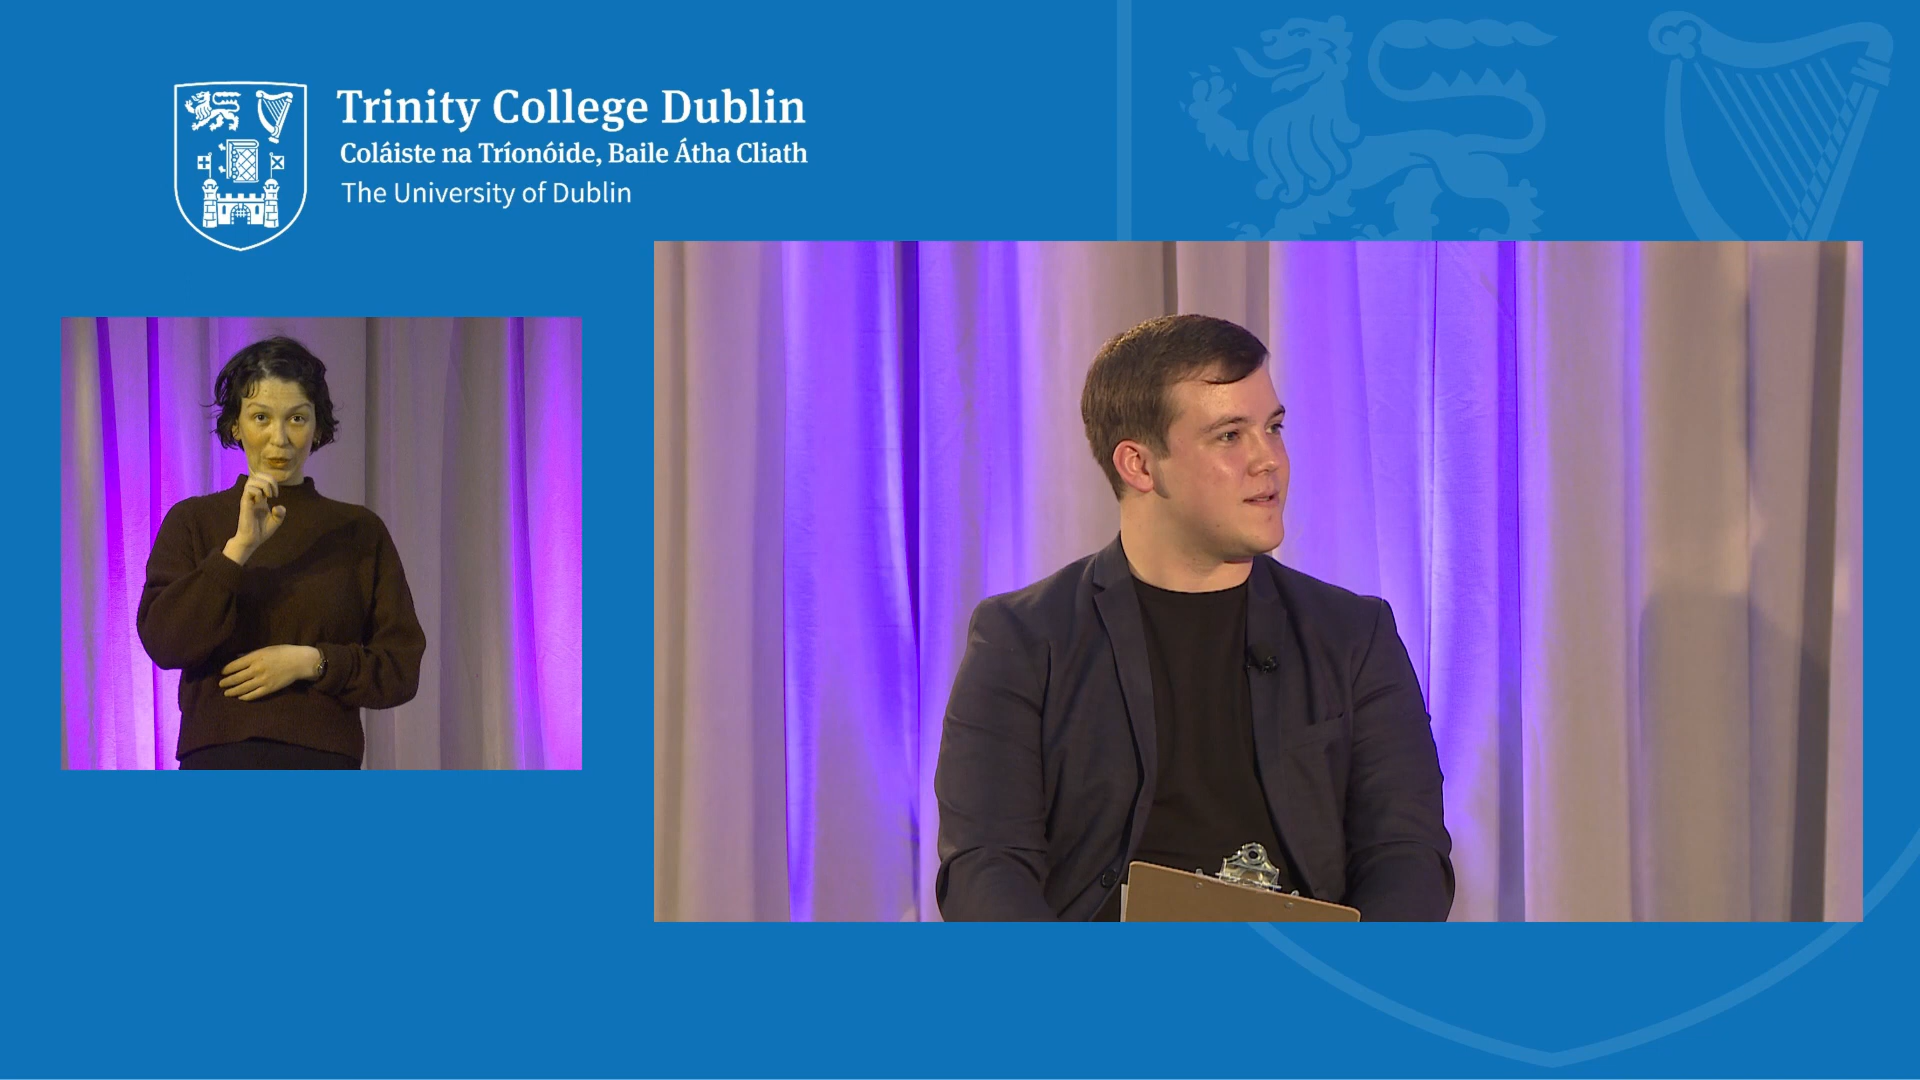 Trinity College Dublin
Coláiste na Tríonóide, Baile Átha Cliath
The University of Dublin